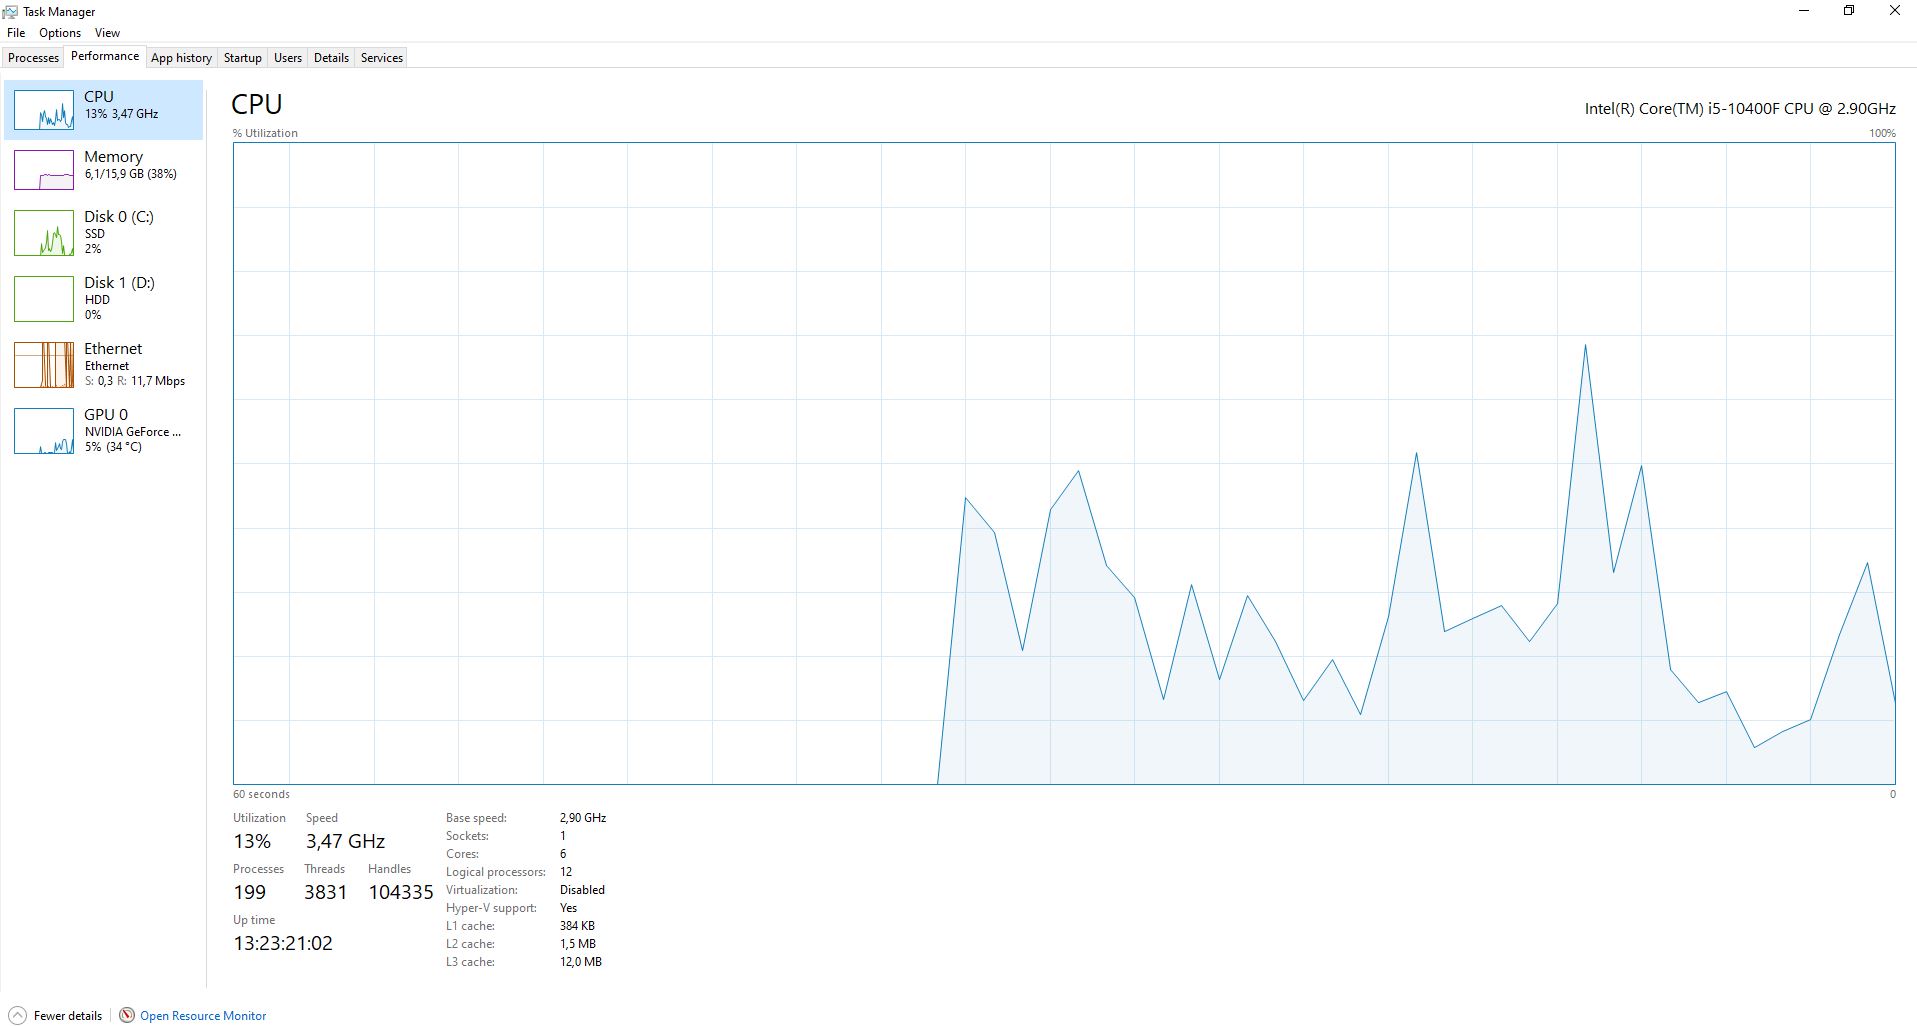 Task Manager
File Options View
Processes Performance App history Startup Users Details Services
CPU
13% 3,47 GHz
Memory
6,1/15,9 GB (38%)
Disk 0 (C:)
SSD
2%
Disk 1 (D:)
HDD
0%
Ethernet
Ethernet
S: 0,3 R: 11,7 Mbps
GPU 0
NVIDIA GeForce ...
5% (34 °C)
CPU
Intel(R) Core(TM) i5-10400F CPU @ 2.90GHz
% Utilization 100%
60 seconds 0
Utilization Speed
13% 3,47 GHz
Processes Threads Handles
199 3831 104335
Up time
13:23:21:02
Base speed: 2,90 GHz
Sockets: 1
Cores: 6
Logical processors: 12
Virtualization: Disabled
Hyper-V support: Yes
L1 cache: 384 KB
L2 cache: 1,5 MB
L3 cache: 12,0 MB
Fewer details Open Resource Monitor